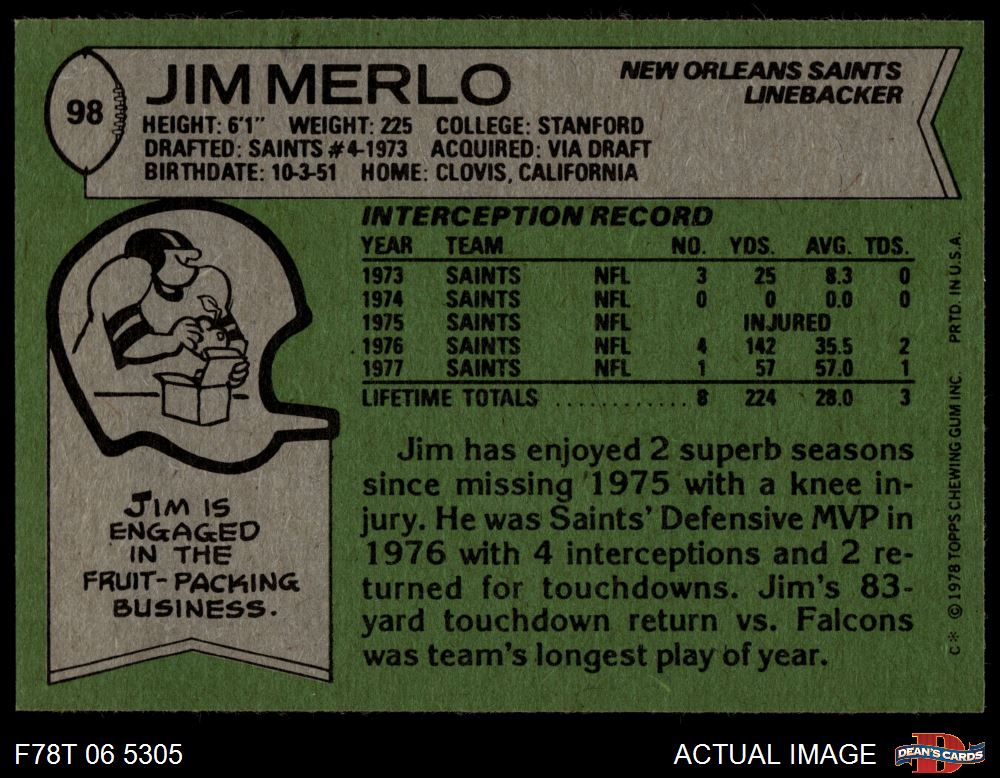 98
JIM MERLO
NEW ORLEANS SAINTS
LINEBACKER
HEIGHT: 6'1" WEIGHT: 225 COLLEGE: STANFORD
DRAFTED: SAINTS #4-1973 ACQUIRED: VIA DRAFT
BIRTHDATE: 10-3-51 HOME: CLOVIS, CALIFORNIA
INTERCEPTION RECORD
YEAR TEAM NO. YDS. AVG. TDS.
1973 SAINTS NFL 3 25 8.3 0
1974 SAINTS NFL 0 0 0.0 0
1975 SAINTS NFL INJURED
1976 SAINTS NFL 4 142 35.5 2
1977 SAINTS NFL 1 57 57.0 1
LIFETIME TOTALS ............. 8 224 28.0 3
Jim has enjoyed 2 superb seasons
since missing 1975 with a knee in-
jury. He was Saints' Defensive MVP in
1976 with 4 interceptions and 2 re-
turned for touchdowns. Jim's 83-
yard touchdown return vs. Falcons
was team's longest play of year.
JIM IS
ENGAGED
IN THE
FRUIT-PACKING
BUSINESS.
C* © 1978 TOPPS CHEWING GUM INC. PRTD. IN U.S.A.
F78T 06 5305
ACTUAL IMAGE
D
DEAN'S CARDS